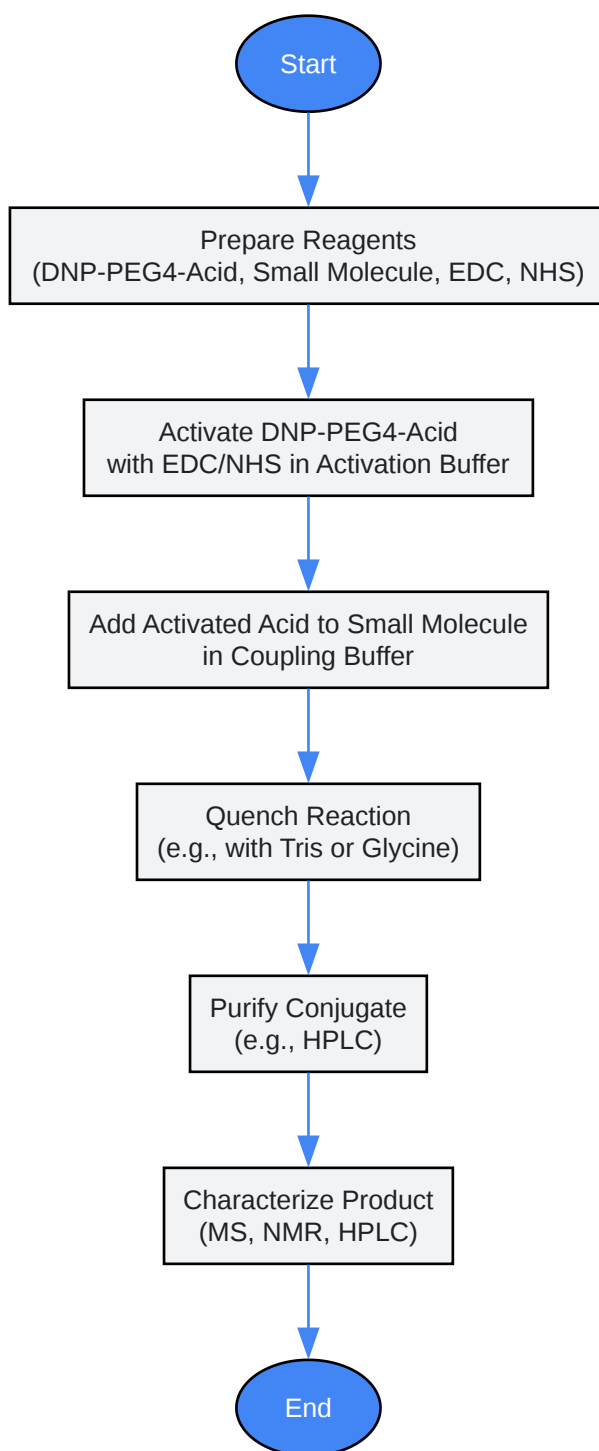 Start
Prepare Reagents
(DNP-PEG4-Acid, Small Molecule, EDC, NHS)
Activate DNP-PEG4-Acid
with EDC/NHS in Activation Buffer
Add Activated Acid to Small Molecule
in Coupling Buffer
Quench Reaction
(e.g., with Tris or Glycine)
Purify Conjugate
(e.g., HPLC)
Characterize Product
(MS, NMR, HPLC)
End